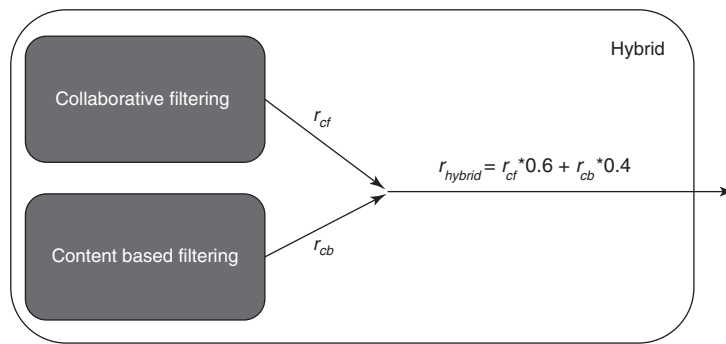 Hybrid
Collaborative filtering
r_cf
r_hybrid = r_cf*0.6 + r_cb*0.4
Content based filtering
r_cb